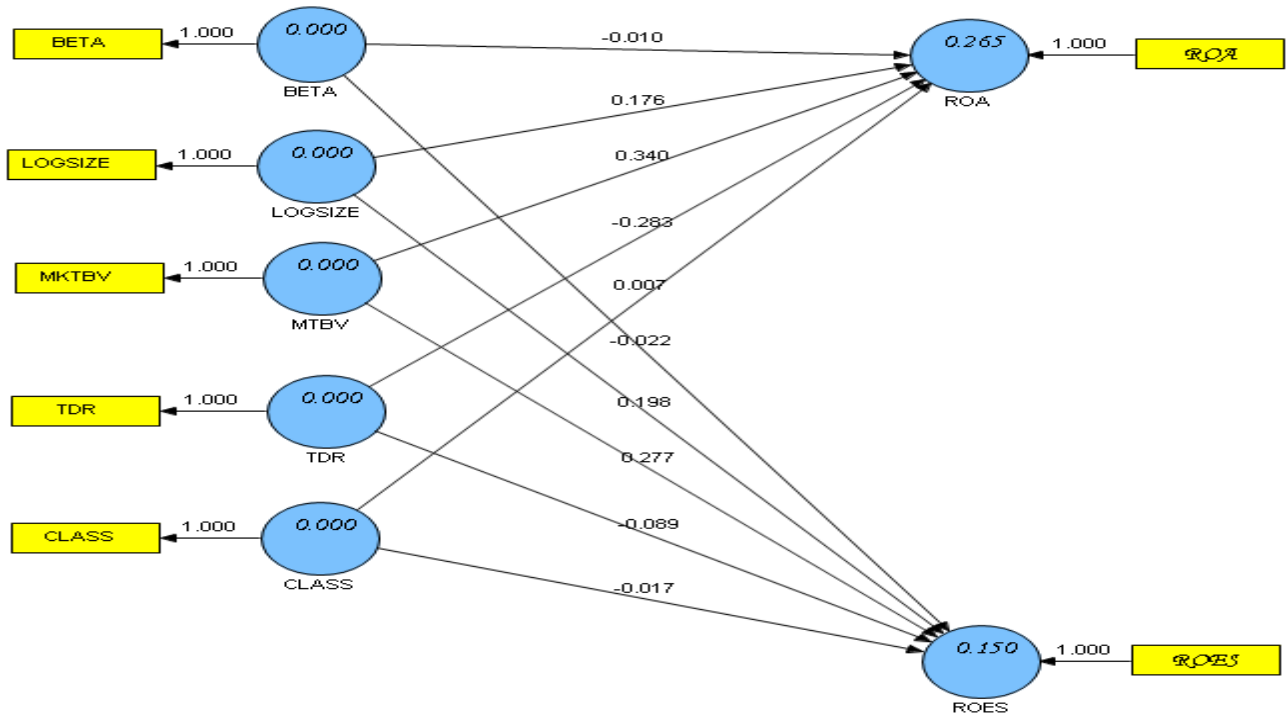 BETA
1.000
0.000
BETA
-0.010
0.265
ROA
1.000
ROA
LOGSIZE
1.000
0.000
LOGSIZE
0.176
0.340
MKTBV
1.000
0.000
MTBV
-0.283
0.007
-0.022
TDR
1.000
0.000
TDR
0.198
0.277
CLASS
1.000
0.000
CLASS
-0.089
-0.017
0.150
ROES
1.000
ROES